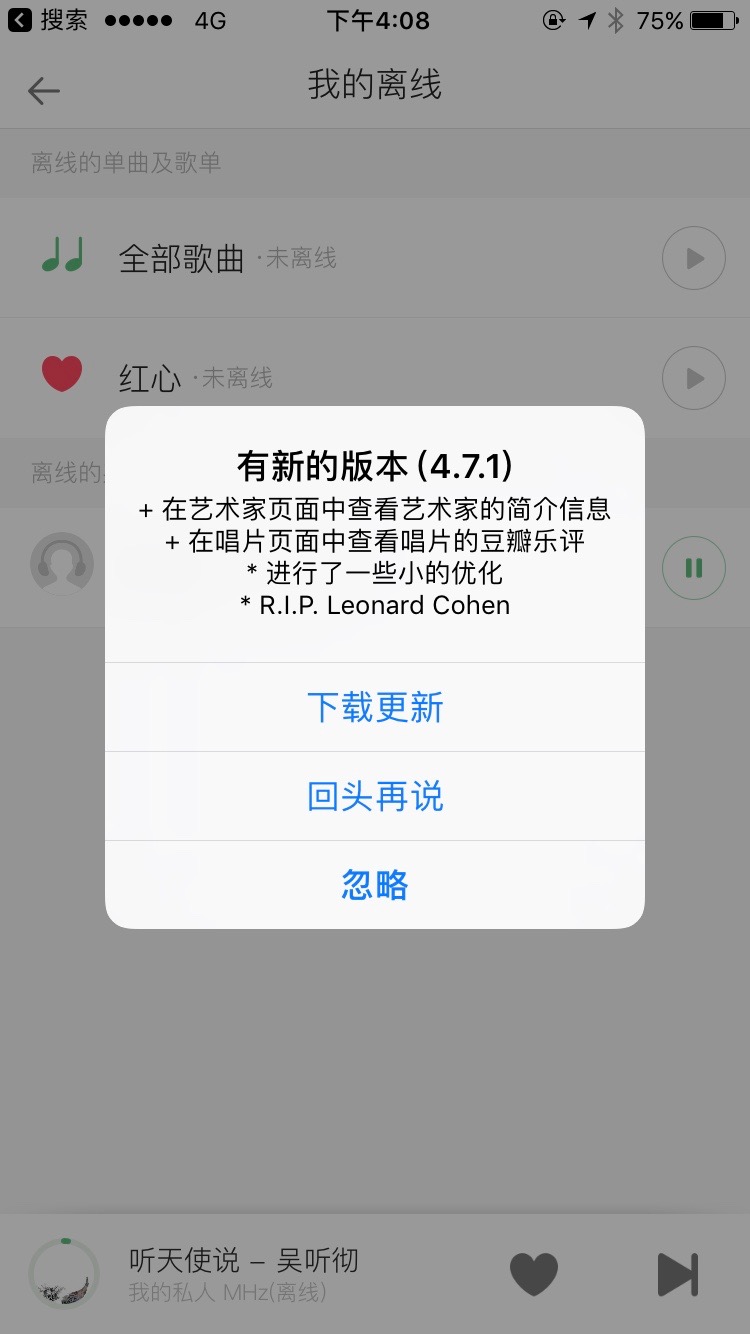 搜索 4G 下午4:08 75%
我的离线
离线的单曲及歌单
全部歌曲 ·未离线
红心 ·未离线
离线的
有新的版本 (4.7.1)
+ 在艺术家页面中查看艺术家的简介信息
+ 在唱片页面中查看唱片的豆瓣乐评
* 进行了一些小的优化
* R.I.P. Leonard Cohen
下载更新
回头再说
忽略
听天使说 – 吴听彻
我的私人 MHz(离线)